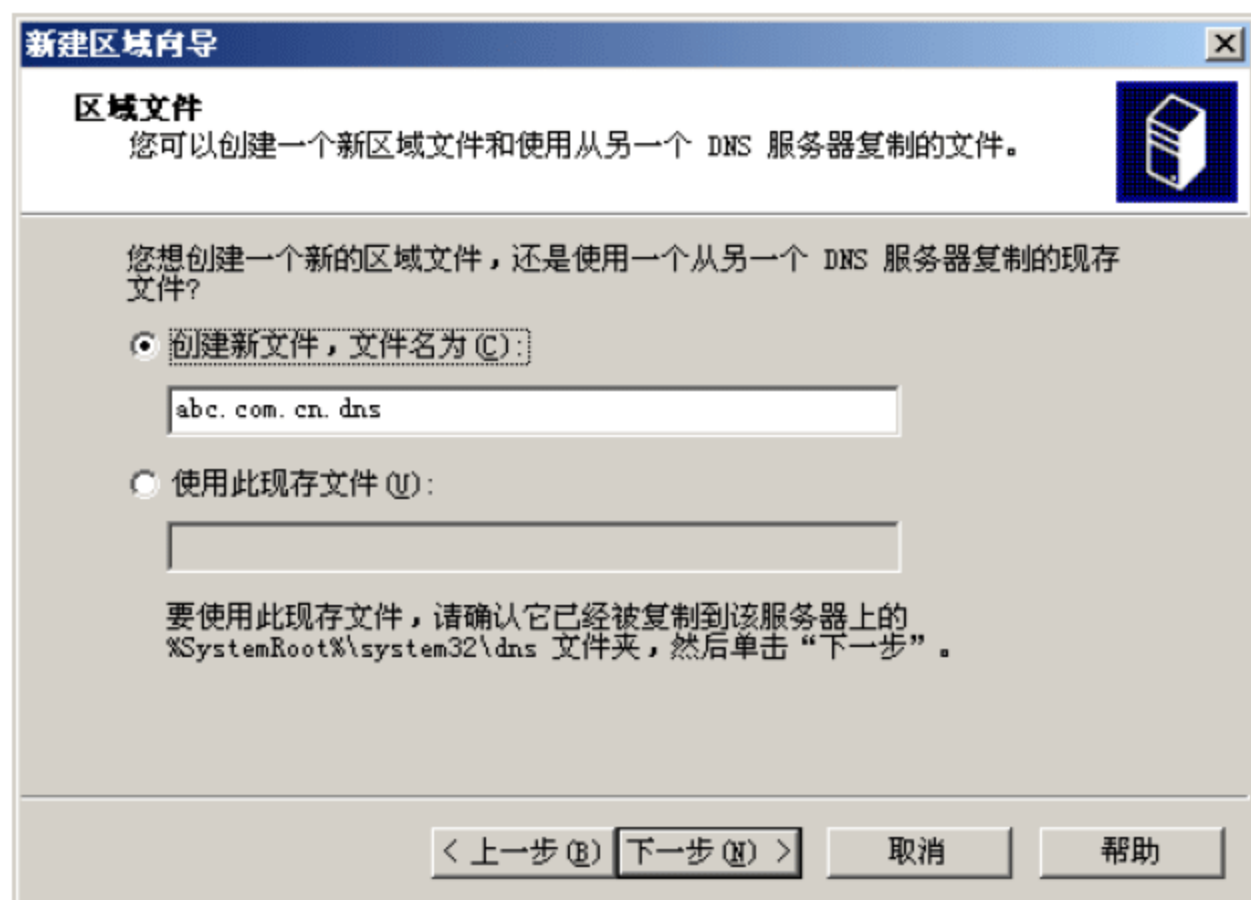 新建区域向导
区域文件
您可以创建一个新区域文件和使用从另一个 DNS 服务器复制的文件。
您想创建一个新的区域文件，还是使用一个从另一个 DNS 服务器复制的现存
文件?
创建新文件，文件名为(C):
abc.com.cn.dns
使用此现存文件(U):
要使用此现存文件，请确认它已经被复制到该服务器上的
%SystemRoot%\system32\dns 文件夹，然后单击“下一步”。
< 上一步(B) 下一步(N) > 取消 帮助